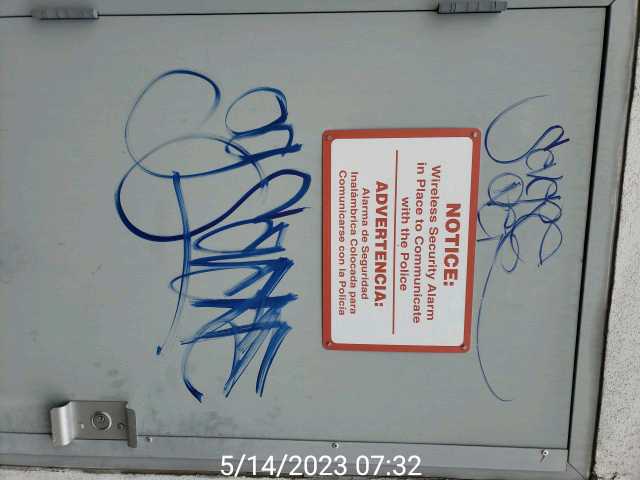 NOTICE:
Wireless Security Alarm
in Place to Communicate
with the Police
ADVERTENCIA:
Alarma de Seguridad
Inalámbrica Colocada para
Comunicarse con la Policía
5/14/2023 07:32